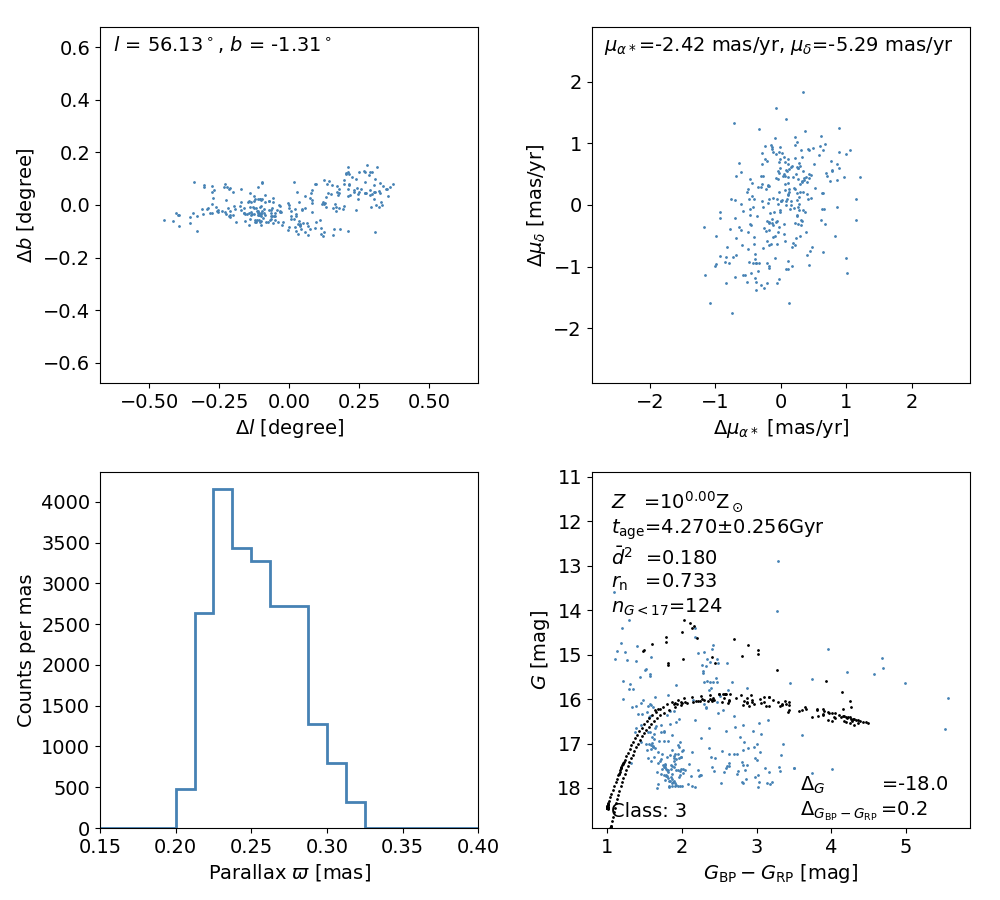 l = 56.13°, b = -1.31°
0.6
0.4
0.2
0.0
−0.2
−0.4
−0.6
Δb [degree]
−0.50 −0.25 0.00 0.25 0.50
Δl [degree]
μα*=-2.42 mas/yr, μδ=-5.29 mas/yr
2
1
0
−1
−2
Δμδ [mas/yr]
−2 −1 0 1 2
Δμα* [mas/yr]
4000
3500
3000
2500
2000
1500
1000
500
0
Counts per mas
0.15 0.20 0.25 0.30 0.35 0.40
Parallax ϖ [mas]
11
12
13
14
15
16
17
18
G [mag]
Z =10^0.00 Z⊙
t_age=4.270±0.256Gyr
d̄² =0.180
r_n =0.733
n_G<17=124
Δ_G =-18.0
Δ_GBP−GRP =0.2
Class: 3
1 2 3 4 5
G_BP − G_RP [mag]